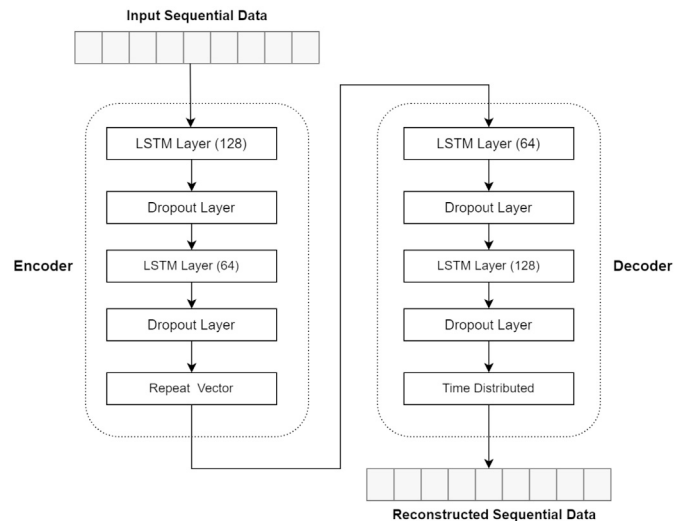 Input Sequential Data
Encoder
LSTM Layer (128)
Dropout Layer
LSTM Layer (64)
Dropout Layer
Repeat Vector
LSTM Layer (64)
Dropout Layer
LSTM Layer (128)
Dropout Layer
Time Distributed
Decoder
Reconstructed Sequential Data